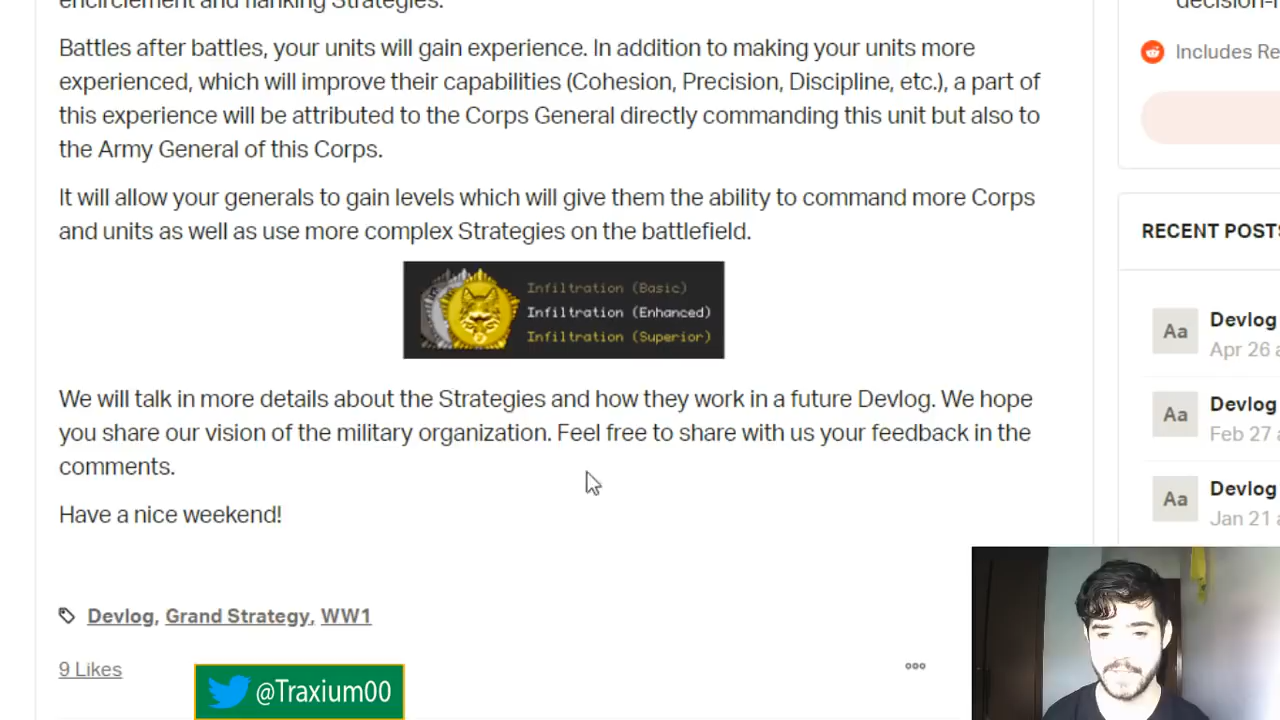 encirclement and flanking Strategies.
Battles after battles, your units will gain experience. In addition to making your units more
experienced, which will improve their capabilities (Cohesion, Precision, Discipline, etc.), a part of
this experience will be attributed to the Corps General directly commanding this unit but also to
the Army General of this Corps.
It will allow your generals to gain levels which will give them the ability to command more Corps
and units as well as use more complex Strategies on the battlefield.
Infiltration (Basic)
Infiltration (Enhanced)
Infiltration (Superior)
We will talk in more details about the Strategies and how they work in a future Devlog. We hope
you share our vision of the military organization. Feel free to share with us your feedback in the
comments.
Have a nice weekend!
Devlog, Grand Strategy, WW1
9 Likes
@Traxium00
Includes
RECENT POSTS
Aa
Devlog
Apr 26
Aa
Devlog
Feb 27
Aa
Devlog
Jan 21